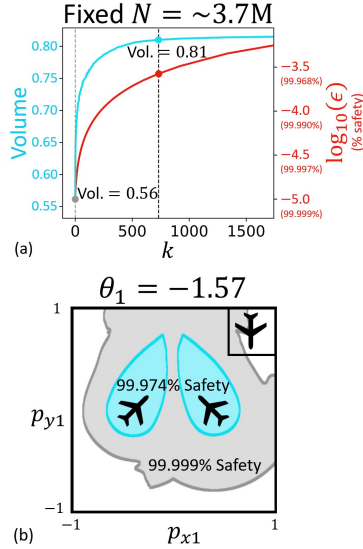 Fixed N = ~3.7M
0.80
0.75
0.70
0.65
0.60
0.55
Volume
Vol. = 0.81
Vol. = 0.56
−3.5
(99.968%)
−4.0
(99.990%)
−4.5
(99.997%)
−5.0
(99.999%)
log₁₀(ϵ)
(% safety)
0 500 1000 1500
(a) k
θ₁ = −1.57
1
p_y1
99.974% Safety
99.999% Safety
−1
−1 p_x1 1
(b)